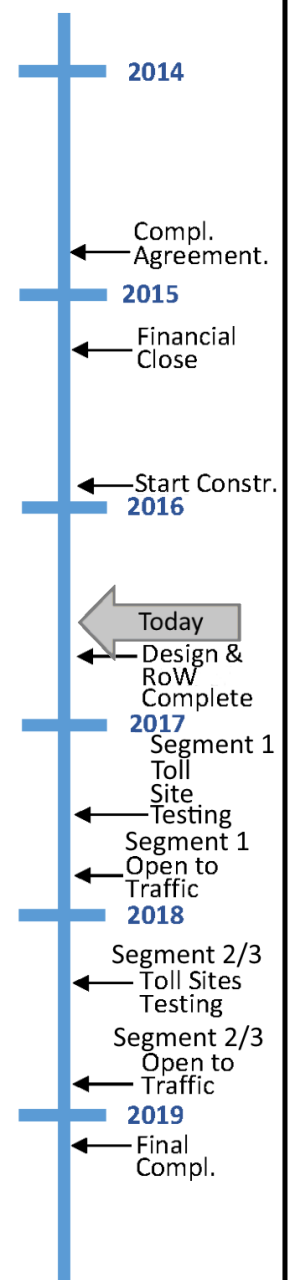 2014
Compl.
Agreement.
2015
Financial
Close
Start Constr.
2016
Today
Design &
RoW
Complete
2017
Segment 1
Toll
Site
Testing
Segment 1
Open to
Traffic
2018
Segment 2/3
Toll Sites
Testing
Segment 2/3
Open to
Traffic
2019
Final
Compl.